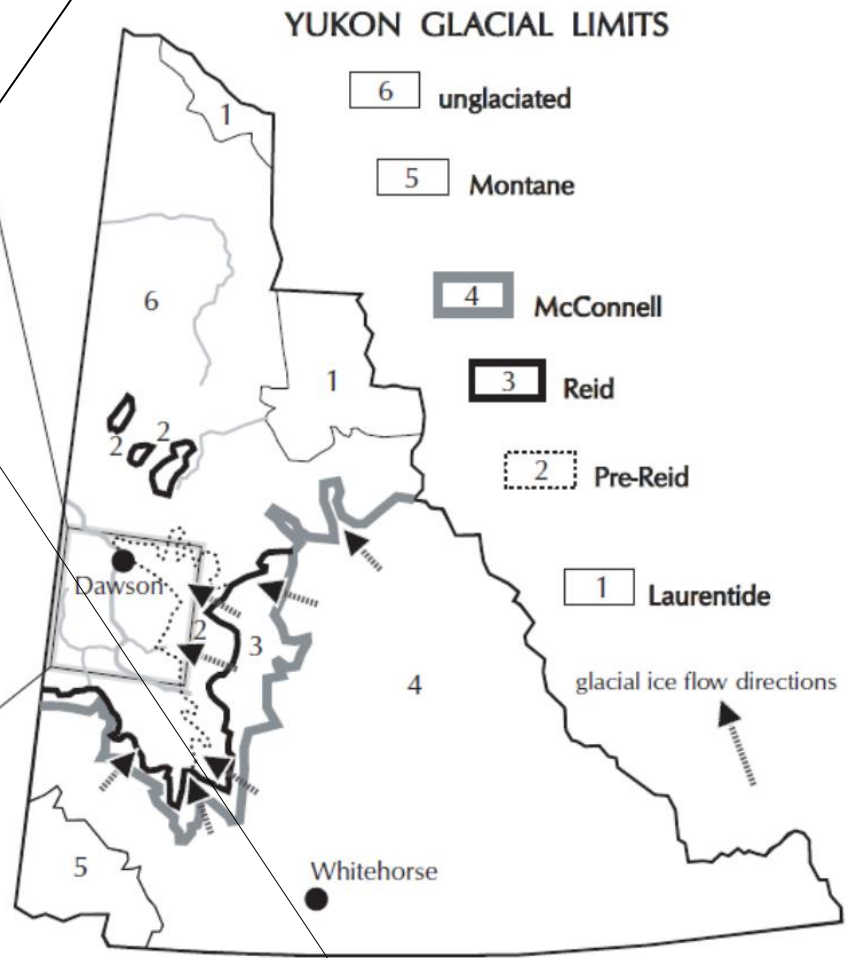 YUKON GLACIAL LIMITS
6 unglaciated
1
5 Montane
6
4 McConnell
1
3 Reid
2
2
2 Pre-Reid
Dawson
1 Laurentide
2
3
4
glacial ice flow directions
5
Whitehorse